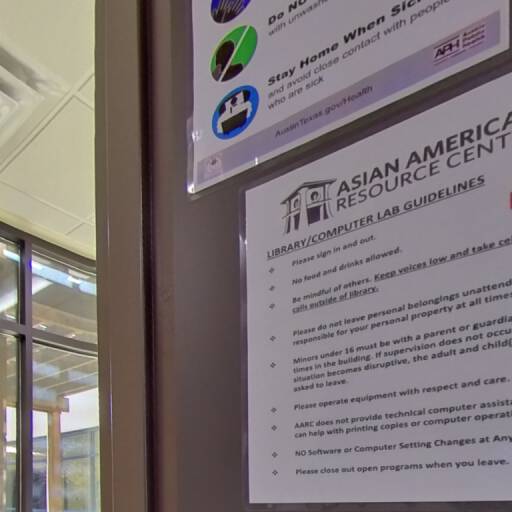 Do No
with unwash
Stay Home When Sic
and avoid close contact with people
who are sick
AustinTexas.gov/Health
APH
ASIAN AMERICA
RESOURCE CENT
LIBRARY/COMPUTER LAB GUIDELINES
Please sign in and out.
No food and drinks allowed.
Be mindful of others. Keep voices low and take ce
calls outside of library.
Please do not leave personal belongings unattend
responsible for your personal property at all times
Minors under 16 must be with a parent or guardia
times in the building. If supervision does not occu
situation becomes disruptive, the adult and child(
asked to leave.
Please operate equipment with respect and care.
AARC does not provide technical computer assista
can help with printing copies or computer operati
NO Software or Computer Setting Changes at Any
Please close out open programs when you leave.